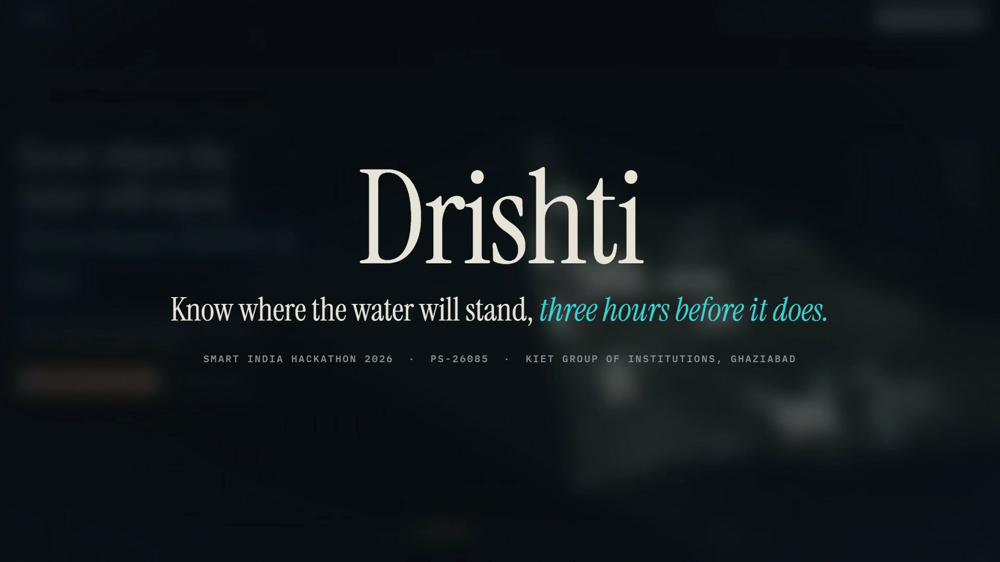 Drishti
Know where the water will stand, three hours before it does.
SMART INDIA HACKATHON 2026 · PS-26085 · KIET GROUP OF INSTITUTIONS, GHAZIABAD